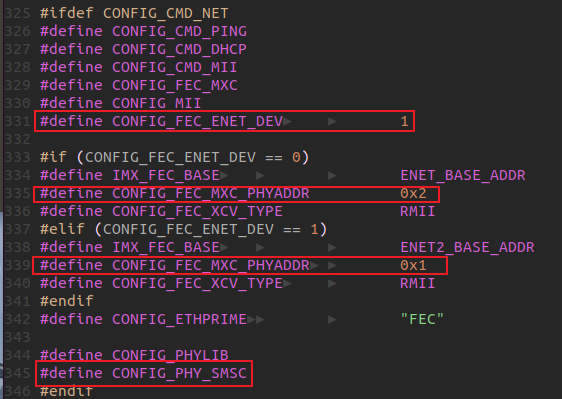 325 #ifdef CONFIG_CMD_NET
326 #define CONFIG_CMD_PING
327 #define CONFIG_CMD_DHCP
328 #define CONFIG_CMD_MII
329 #define CONFIG_FEC_MXC
330 #define CONFIG_MII
331 #define CONFIG_FEC_ENET_DEV 1
332
333 #if (CONFIG_FEC_ENET_DEV == 0)
334 #define IMX_FEC_BASE ENET_BASE_ADDR
335 #define CONFIG_FEC_MXC_PHYADDR 0x2
336 #define CONFIG_FEC_XCV_TYPE RMII
337 #elif (CONFIG_FEC_ENET_DEV == 1)
338 #define IMX_FEC_BASE ENET2_BASE_ADDR
339 #define CONFIG_FEC_MXC_PHYADDR 0x1
340 #define CONFIG_FEC_XCV_TYPE RMII
341 #endif
342 #define CONFIG_ETHPRIME "FEC"
343
344 #define CONFIG_PHYLIB
345 #define CONFIG_PHY_SMSC
346 #endif